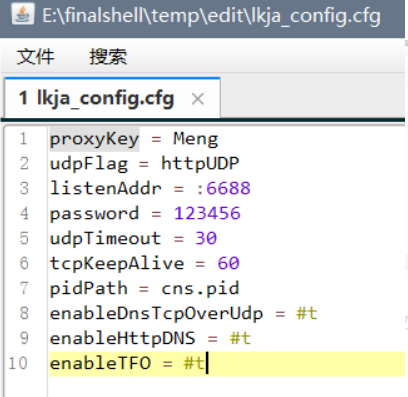 E:\finalshell\temp\edit\lkja_config.cfg
文件 搜索
1 lkja_config.cfg ×
1 proxyKey = Meng
2 udpFlag = httpUDP
3 listenAddr = :6688
4 password = 123456
5 udpTimeout = 30
6 tcpKeepAlive = 60
7 pidPath = cns.pid
8 enableDnsTcpOverUdp = #t
9 enableHttpDNS = #t
10 enableTFO = #t